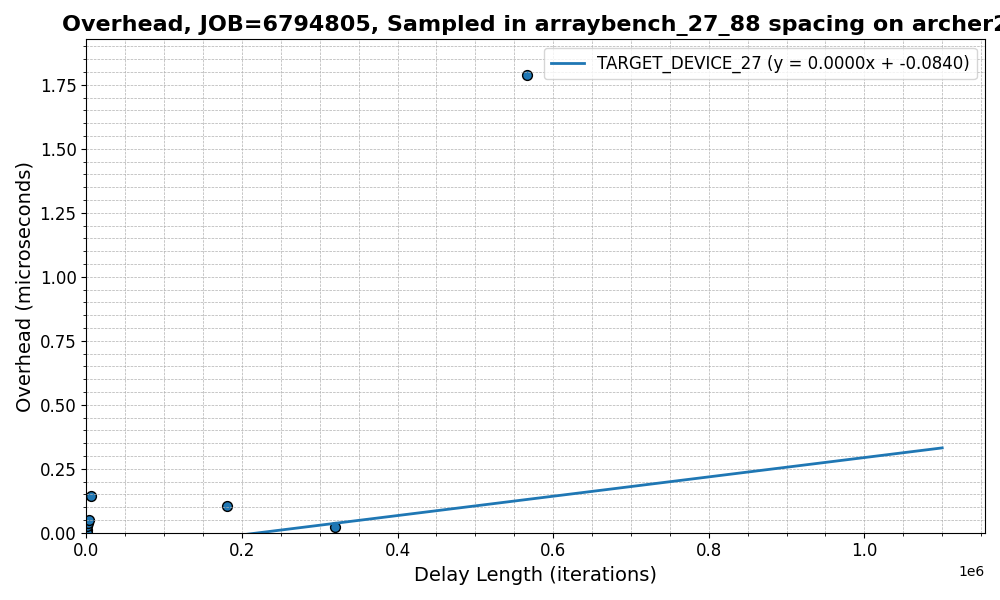 Overhead, JOB=6794805, Sampled in arraybench_27_88 spacing on archer2
TARGET_DEVICE_27 (y = 0.0000x + -0.0840)
Overhead (microseconds)
1.75
1.50
1.25
1.00
0.75
0.50
0.25
0.00
0.0 0.2 0.4 0.6 0.8 1.0
1e6
Delay Length (iterations)